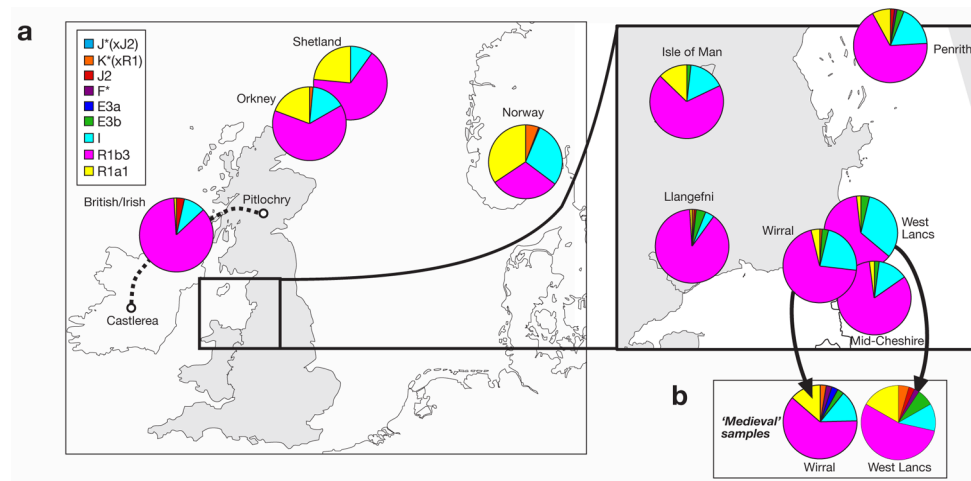 a
J*(xJ2)
K*(xR1)
J2
F*
E3a
E3b
I
R1b3
R1a1
Shetland
Orkney
Norway
British/Irish
Pitlochry
Castlerea
Isle of Man
Penrith
Llangefni
Wirral
West
Lancs
Mid-Cheshire
b
'Medieval'
samples
Wirral
West Lancs